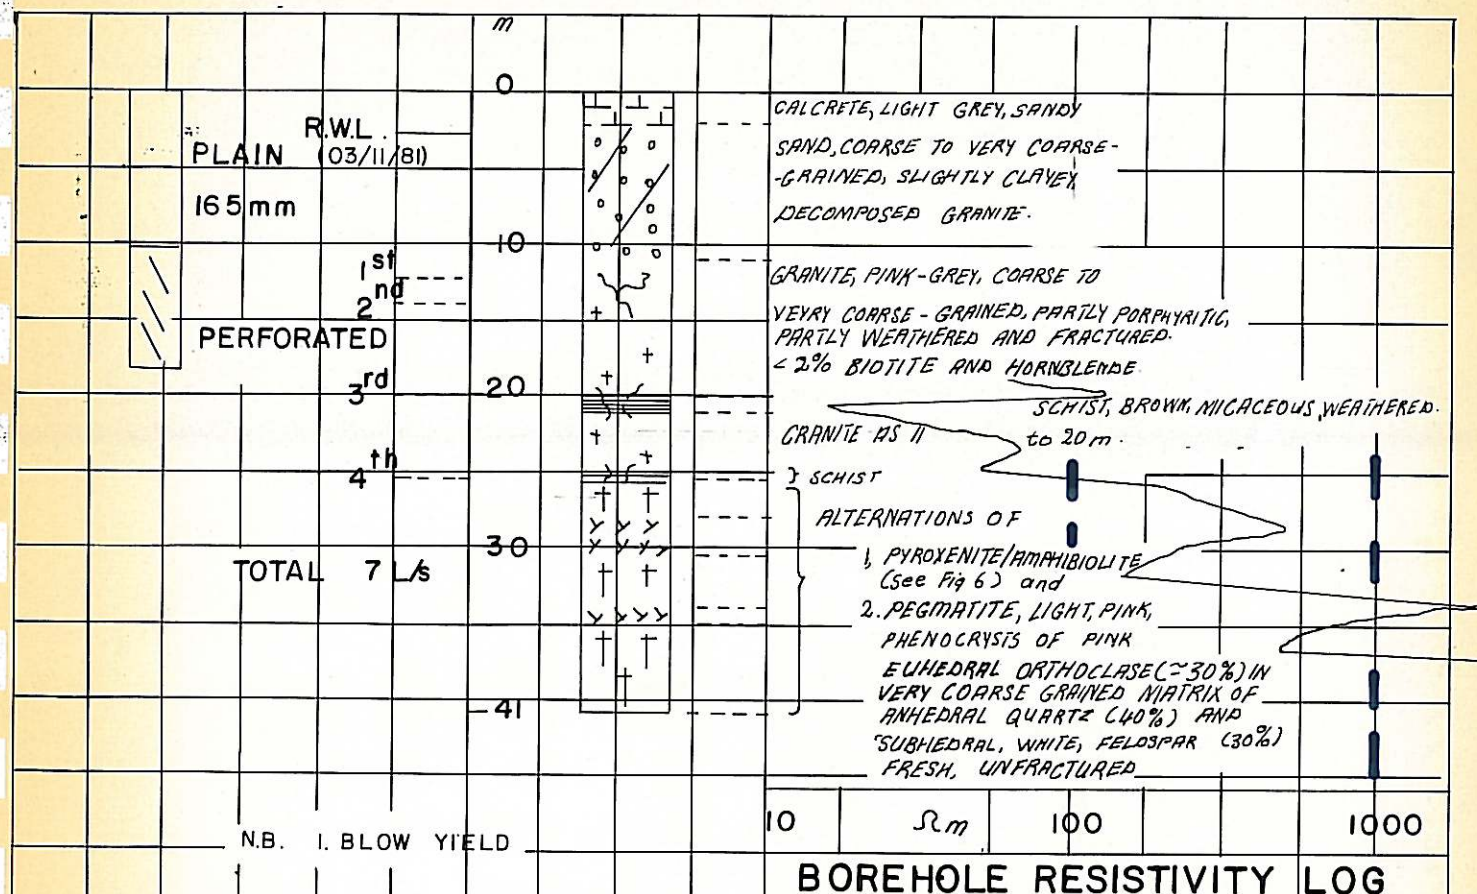 m
0
R.W.L.
PLAIN (03/11/81)
165mm
10
1st
2nd
PERFORATED
3rd
20
4th
30
TOTAL 7 L/s
41
N.B. 1. BLOW YIELD
CALCRETE, LIGHT GREY, SANDY
SAND, COARSE TO VERY COARSE-
-GRAINED, SLIGHTLY CLAYEY
DECOMPOSED GRANITE.
GRANITE, PINK-GREY, COARSE TO
VEYRY COARSE - GRAINED, PARTLY PORPHYRITIC,
PARTLY WEATHERED AND FRACTURED.
<2% BIOTITE AND HORNBLENDE
SCHIST, BROWN, MICACEOUS, WEATHERED.
GRANITE AS 11 to 20m.
} SCHIST
ALTERNATIONS OF
1, PYROXENITE/AMPHIBIOLITE
(See Fig 6) and
2. PEGMATITE, LIGHT, PINK,
PHENOCRYSTS OF PINK
EUHEDRAL ORTHOCLASE (≃30%) IN
VERY COARSE GRAINED MATRIX OF
ANHEDRAL QUARTZ (40%) AND
SUBHEDRAL, WHITE, FELDSPAR (30%)
FRESH, UNFRACTURED
10 Ωm 100 1000
BOREHOLE RESISTIVITY LOG